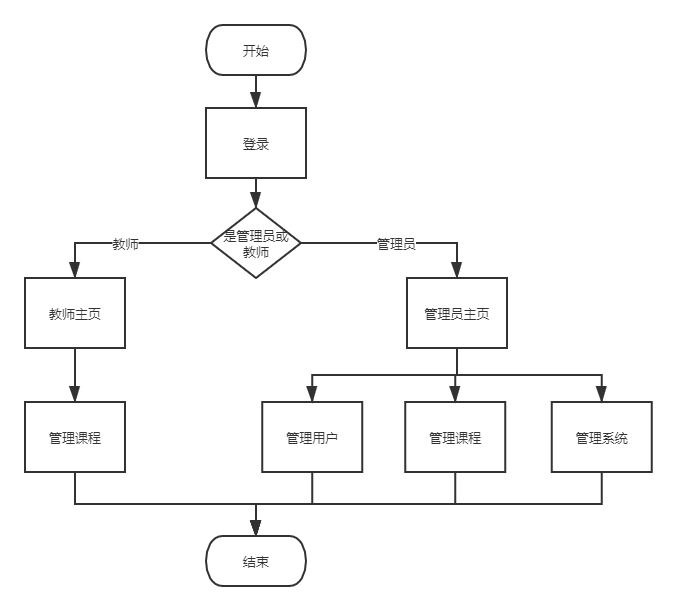 开始
登录
是管理员或
教师
教师
管理员
教师主页
管理员主页
管理课程
管理用户
管理课程
管理系统
结束